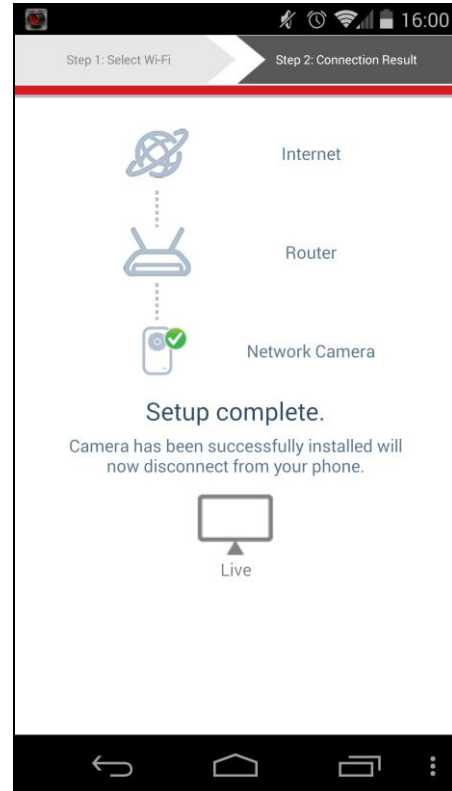 16:00
Step 1: Select Wi-Fi
Step 2: Connection Result
Internet
Router
Network Camera
Setup complete.
Camera has been successfully installed will
now disconnect from your phone.
Live